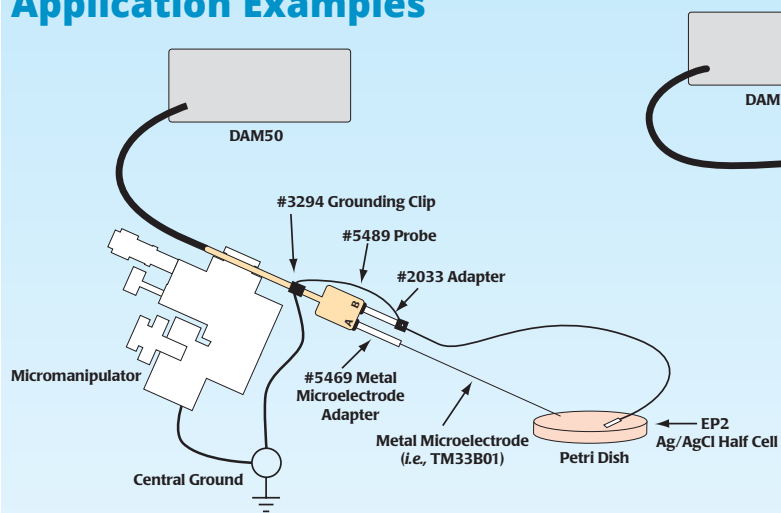 Application Examples
DAM50
DAM
#3294 Grounding Clip
#5489 Probe
#2033 Adapter
B
A
Micromanipulator
#5469 Metal
Microelectrode
Adapter
Metal Microelectrode
(i.e., TM33B01)
EP2
Ag/AgCl Half Cell
Petri Dish
Central Ground